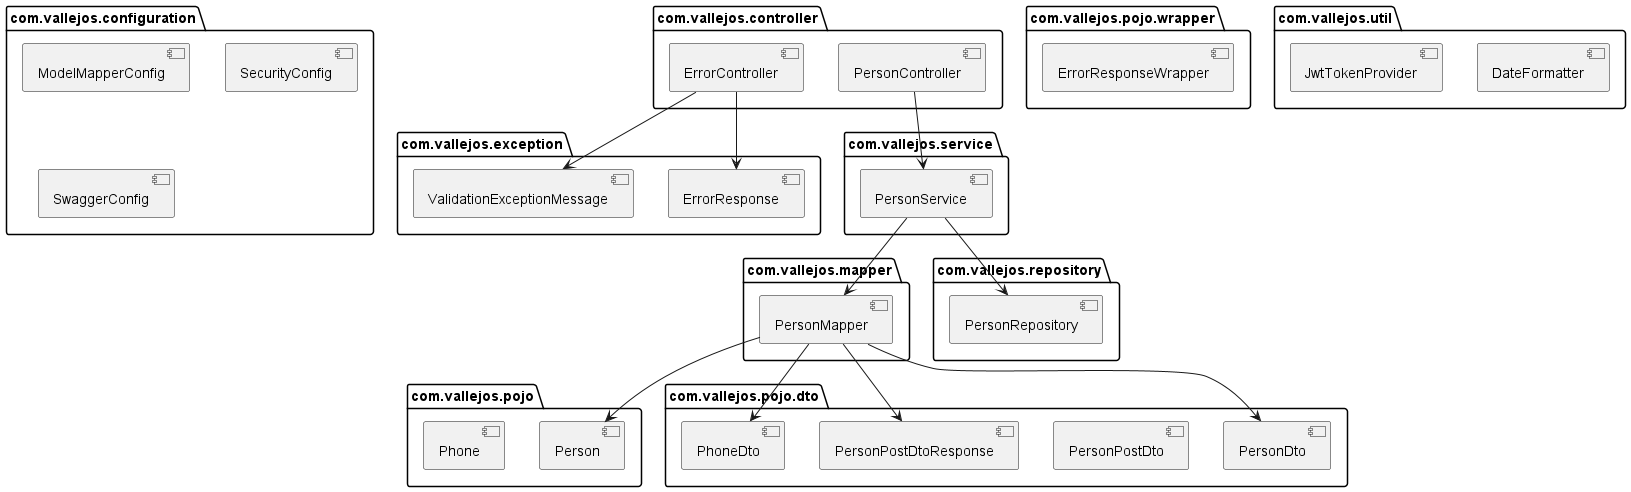 com.vallejos.configuration
ModelMapperConfig
SecurityConfig
SwaggerConfig
com.vallejos.controller
ErrorController
PersonController
com.vallejos.pojo.wrapper
ErrorResponseWrapper
com.vallejos.util
JwtTokenProvider
DateFormatter
com.vallejos.exception
ValidationExceptionMessage
ErrorResponse
com.vallejos.service
PersonService
com.vallejos.mapper
PersonMapper
com.vallejos.repository
PersonRepository
com.vallejos.pojo
Phone
Person
com.vallejos.pojo.dto
PhoneDto
PersonPostDtoResponse
PersonPostDto
PersonDto